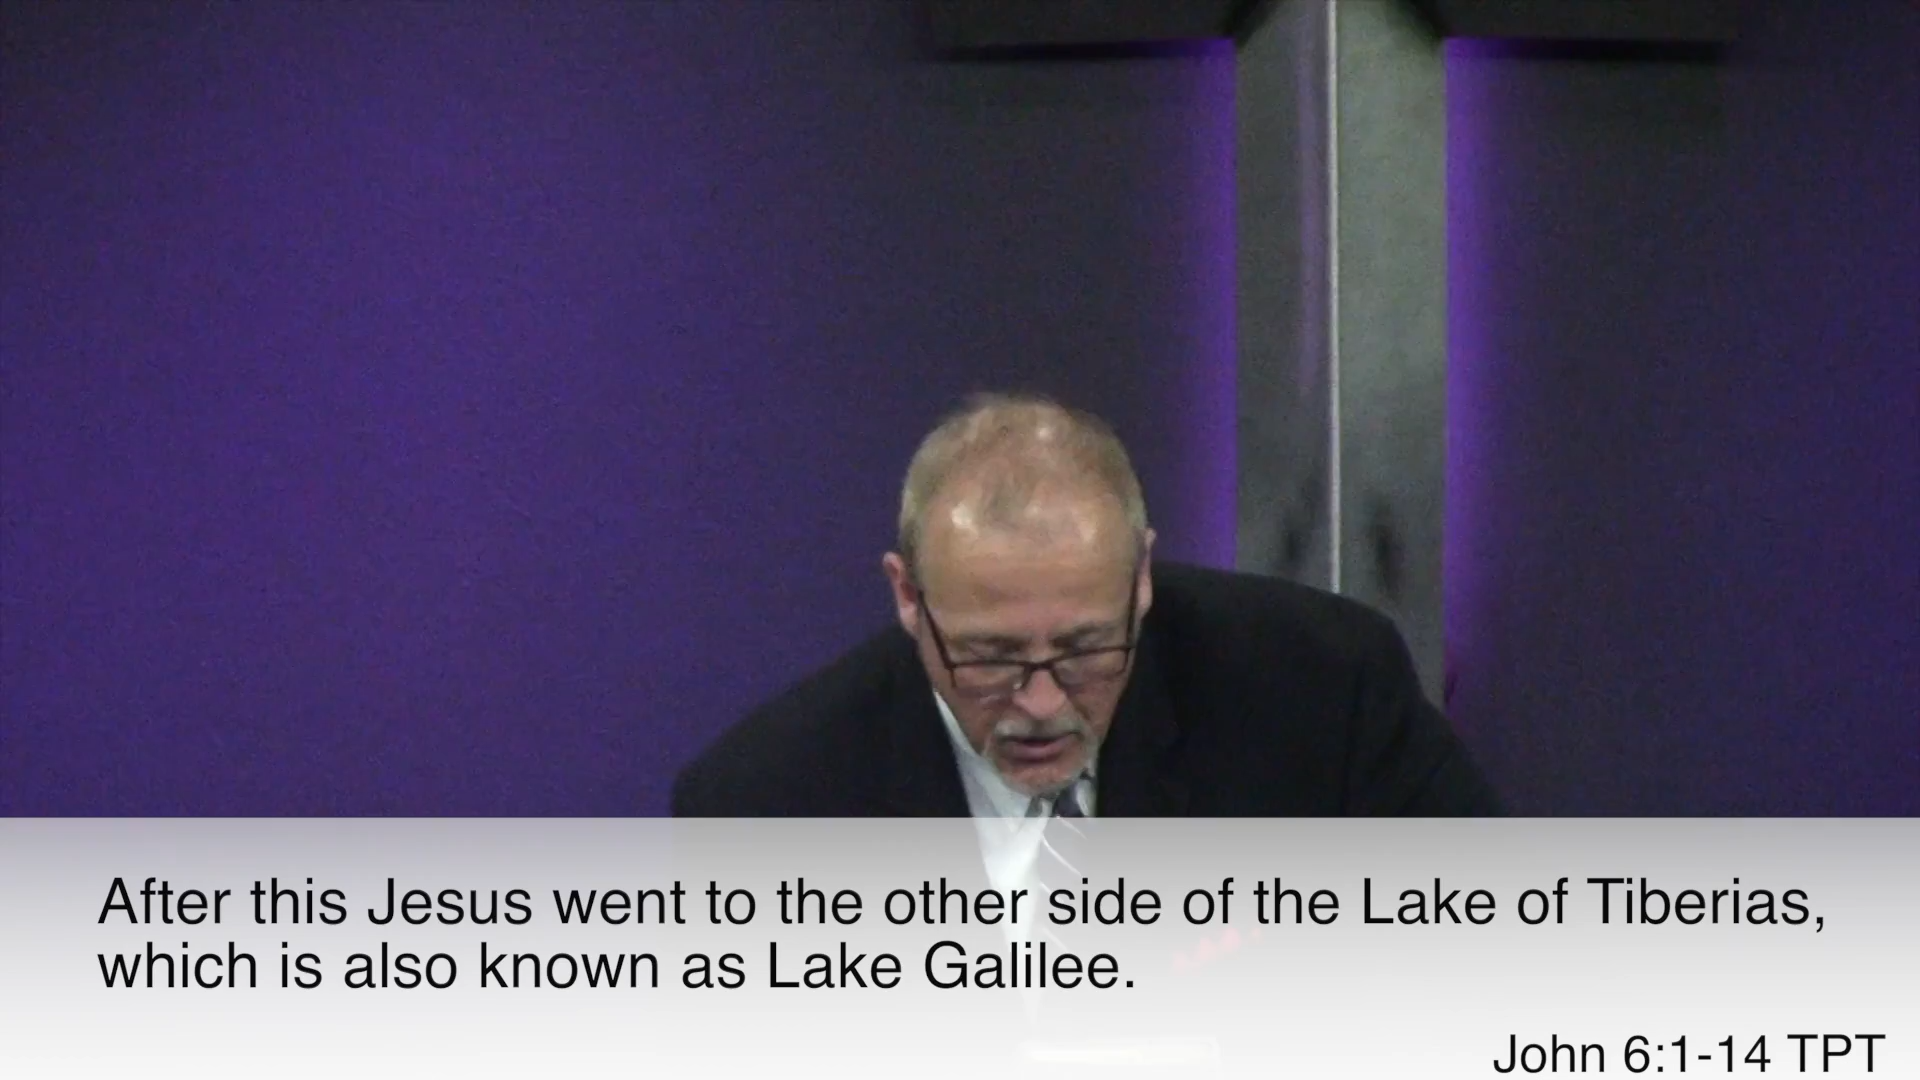 After this Jesus went to the other side of the Lake of Tiberias,
which is also known as Lake Galilee.
John 6:1-14 TPT